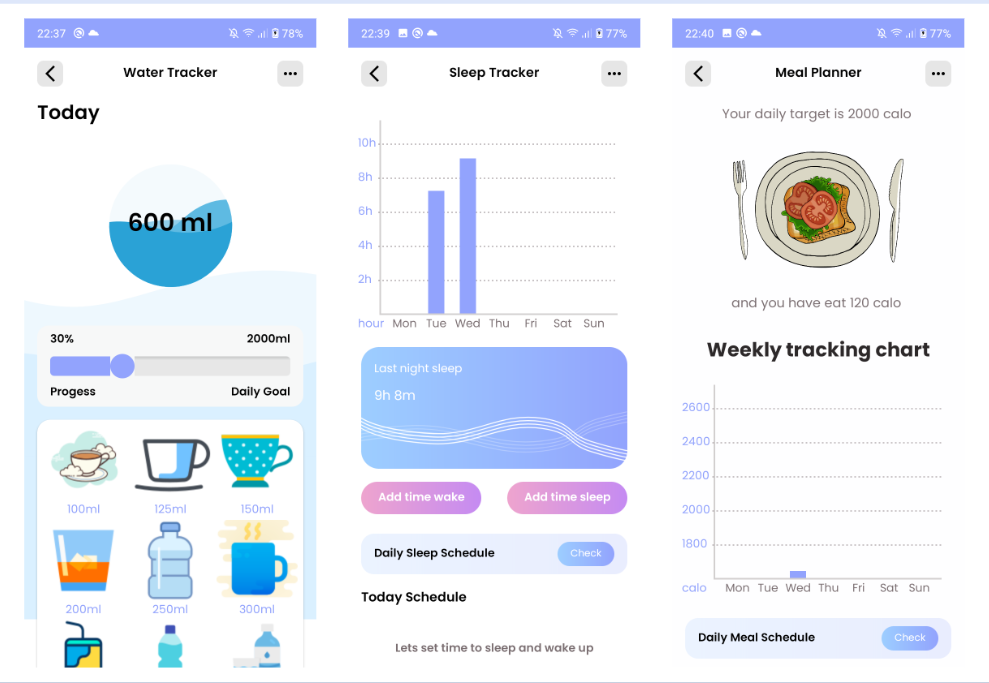 22:37
78%
Water Tracker
Today
600 ml
30%
2000ml
Progess
Daily Goal
100ml
125ml
150ml
200ml
250ml
300ml
22:39
77%
Sleep Tracker
10h
8h
6h
4h
2h
hour Mon Tue Wed Thu Fri Sat Sun
Last night sleep
9h 8m
Add time wake
Add time sleep
Daily Sleep Schedule
Check
Today Schedule
Lets set time to sleep and wake up
22:40
77%
Meal Planner
Your daily target is 2000 calo
and you have eat 120 calo
Weekly tracking chart
2600
2400
2200
2000
1800
calo Mon Tue Wed Thu Fri Sat Sun
Daily Meal Schedule
Check